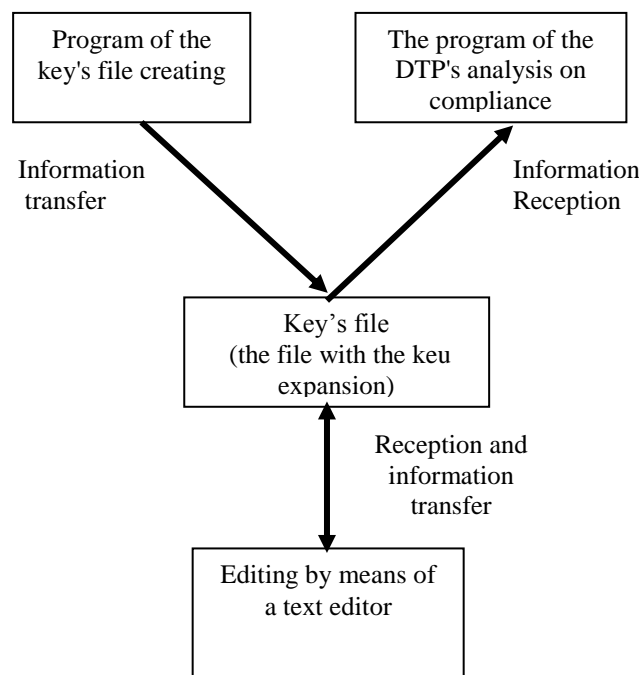 Program of the
key's file creating
The program of the
DTP's analysis on
compliance
Information
transfer
Information
Reception
Key’s file
(the file with the keu
expansion)
Reception and
information
transfer
Editing by means of
a text editor